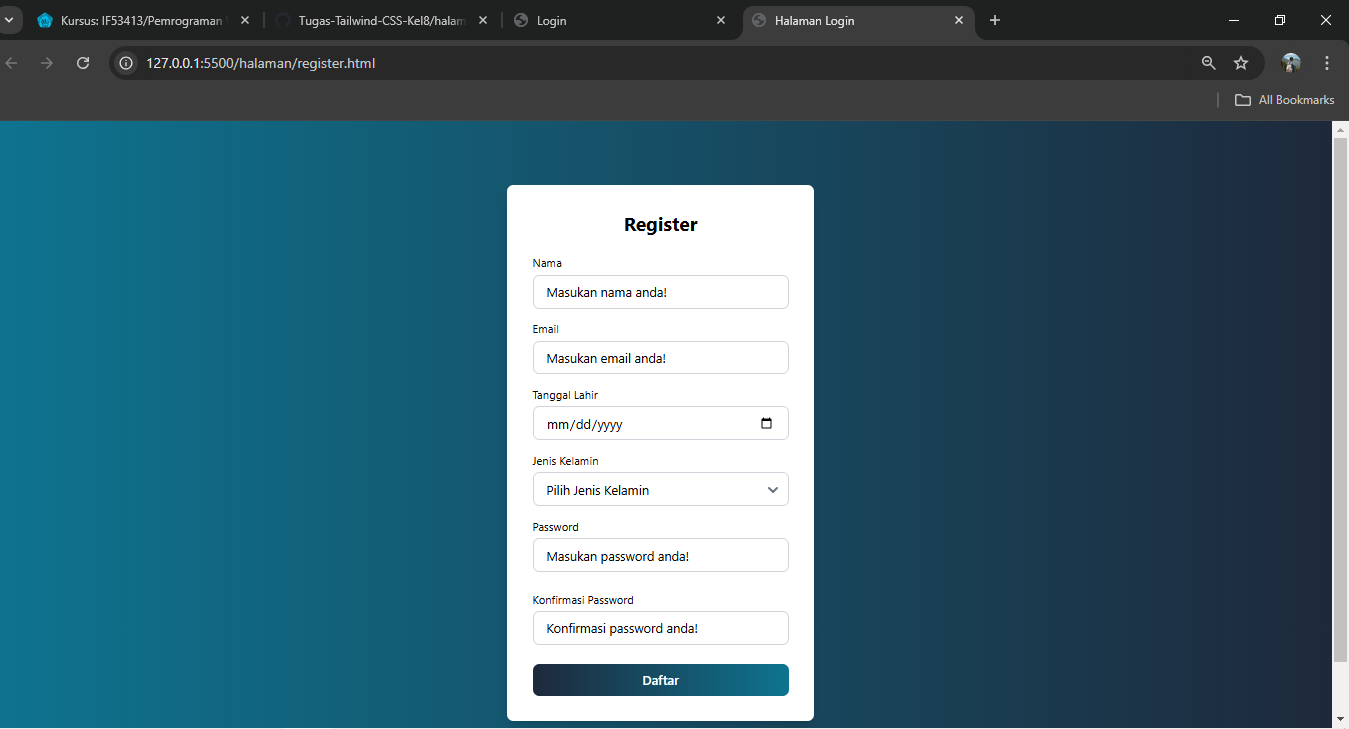 Kursus: IF53413/Pemrograman
Tugas-Tailwind-CSS-Kel8/halam
Login
Halaman Login
127.0.0.1:5500/halaman/register.html
All Bookmarks
Register
Nama
Masukan nama anda!
Email
Masukan email anda!
Tanggal Lahir
mm/dd/yyyy
Jenis Kelamin
Pilih Jenis Kelamin
Password
Masukan password anda!
Konfirmasi Password
Konfirmasi password anda!
Daftar